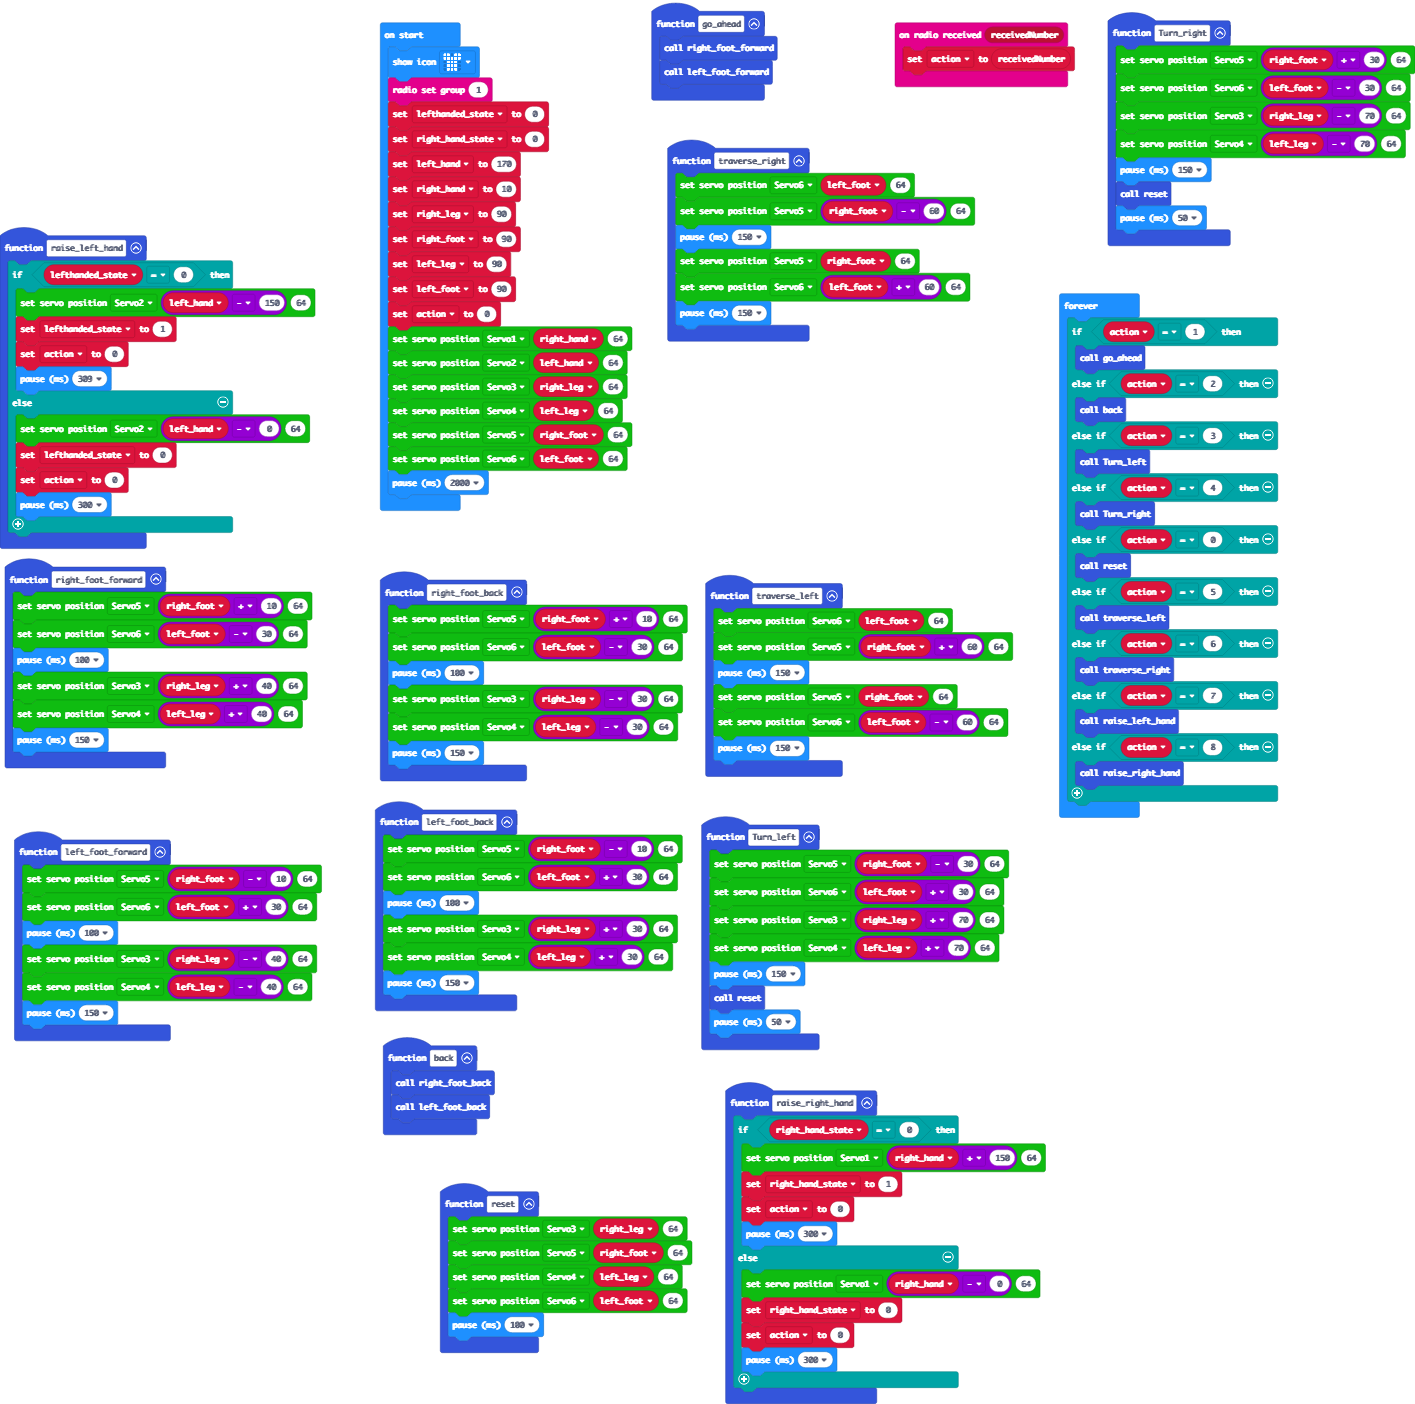 function raise_left_hand
if lefthanded_state = 0 then
set servo position Servo2 left_hand - 150 64
set lefthanded_state to 1
set action to 0
pause (ms) 300
else
set servo position Servo2 left_hand - 0 64
set lefthanded_state to 0
set action to 0
pause (ms) 300
function right_foot_forward
set servo position Servo5 right_foot + 10 64
set servo position Servo6 left_foot - 30 64
pause (ms) 100
set servo position Servo3 right_leg + 40 64
set servo position Servo4 left_leg + 40 64
pause (ms) 150
function left_foot_forward
set servo position Servo5 right_foot - 10 64
set servo position Servo6 left_foot + 30 64
pause (ms) 100
set servo position Servo3 right_leg - 40 64
set servo position Servo4 left_leg - 40 64
pause (ms) 150
on start
show icon
radio set group 1
set lefthanded_state to 0
set right_hand_state to 0
set left_hand to 170
set right_hand to 10
set right_leg to 90
set right_foot to 90
set left_leg to 90
set left_foot to 90
set action to 0
set servo position Servo1 right_hand 64
set servo position Servo2 left_hand 64
set servo position Servo3 right_leg 64
set servo position Servo4 left_leg 64
set servo position Servo5 right_foot 64
set servo position Servo6 left_foot 64
pause (ms) 2000
function right_foot_back
set servo position Servo5 right_foot + 10 64
set servo position Servo6 left_foot - 30 64
pause (ms) 100
set servo position Servo3 right_leg - 30 64
set servo position Servo4 left_leg - 30 64
pause (ms) 150
function left_foot_back
set servo position Servo5 right_foot - 10 64
set servo position Servo6 left_foot + 30 64
pause (ms) 100
set servo position Servo3 right_leg + 30 64
set servo position Servo4 left_leg + 30 64
pause (ms) 150
function back
call right_foot_back
call left_foot_back
function reset
set servo position Servo3 right_leg 64
set servo position Servo5 right_foot 64
set servo position Servo4 left_leg 64
set servo position Servo6 left_foot 64
pause (ms) 100
function go_ahead
call right_foot_forward
call left_foot_forward
function traverse_right
set servo position Servo6 left_foot 64
set servo position Servo5 right_foot - 60 64
pause (ms) 150
set servo position Servo5 right_foot 64
set servo position Servo6 left_foot + 60 64
pause (ms) 150
function traverse_left
set servo position Servo6 left_foot 64
set servo position Servo5 right_foot + 60 64
pause (ms) 150
set servo position Servo5 right_foot 64
set servo position Servo6 left_foot - 60 64
pause (ms) 150
function Turn_left
set servo position Servo5 right_foot - 30 64
set servo position Servo6 left_foot + 30 64
set servo position Servo3 right_leg + 70 64
set servo position Servo4 left_leg + 70 64
pause (ms) 150
call reset
pause (ms) 50
function raise_right_hand
if right_hand_state = 0 then
set servo position Servo1 right_hand + 150 64
set right_hand_state to 1
set action to 0
pause (ms) 300
else
set servo position Servo1 right_hand - 0 64
set right_hand_state to 0
set action to 0
pause (ms) 300
on radio received receivedNumber
set action to receivedNumber
function Turn_right
set servo position Servo5 right_foot + 30 64
set servo position Servo6 left_foot - 30 64
set servo position Servo3 right_leg - 70 64
set servo position Servo4 left_leg - 70 64
pause (ms) 150
call reset
pause (ms) 50
forever
if action = 1 then
call go_ahead
else if action = 2 then
call back
else if action = 3 then
call Turn_left
else if action = 4 then
call Turn_right
else if action = 0 then
call reset
else if action = 5 then
call traverse_left
else if action = 6 then
call traverse_right
else if action = 7 then
call raise_left_hand
else if action = 8 then
call raise_right_hand